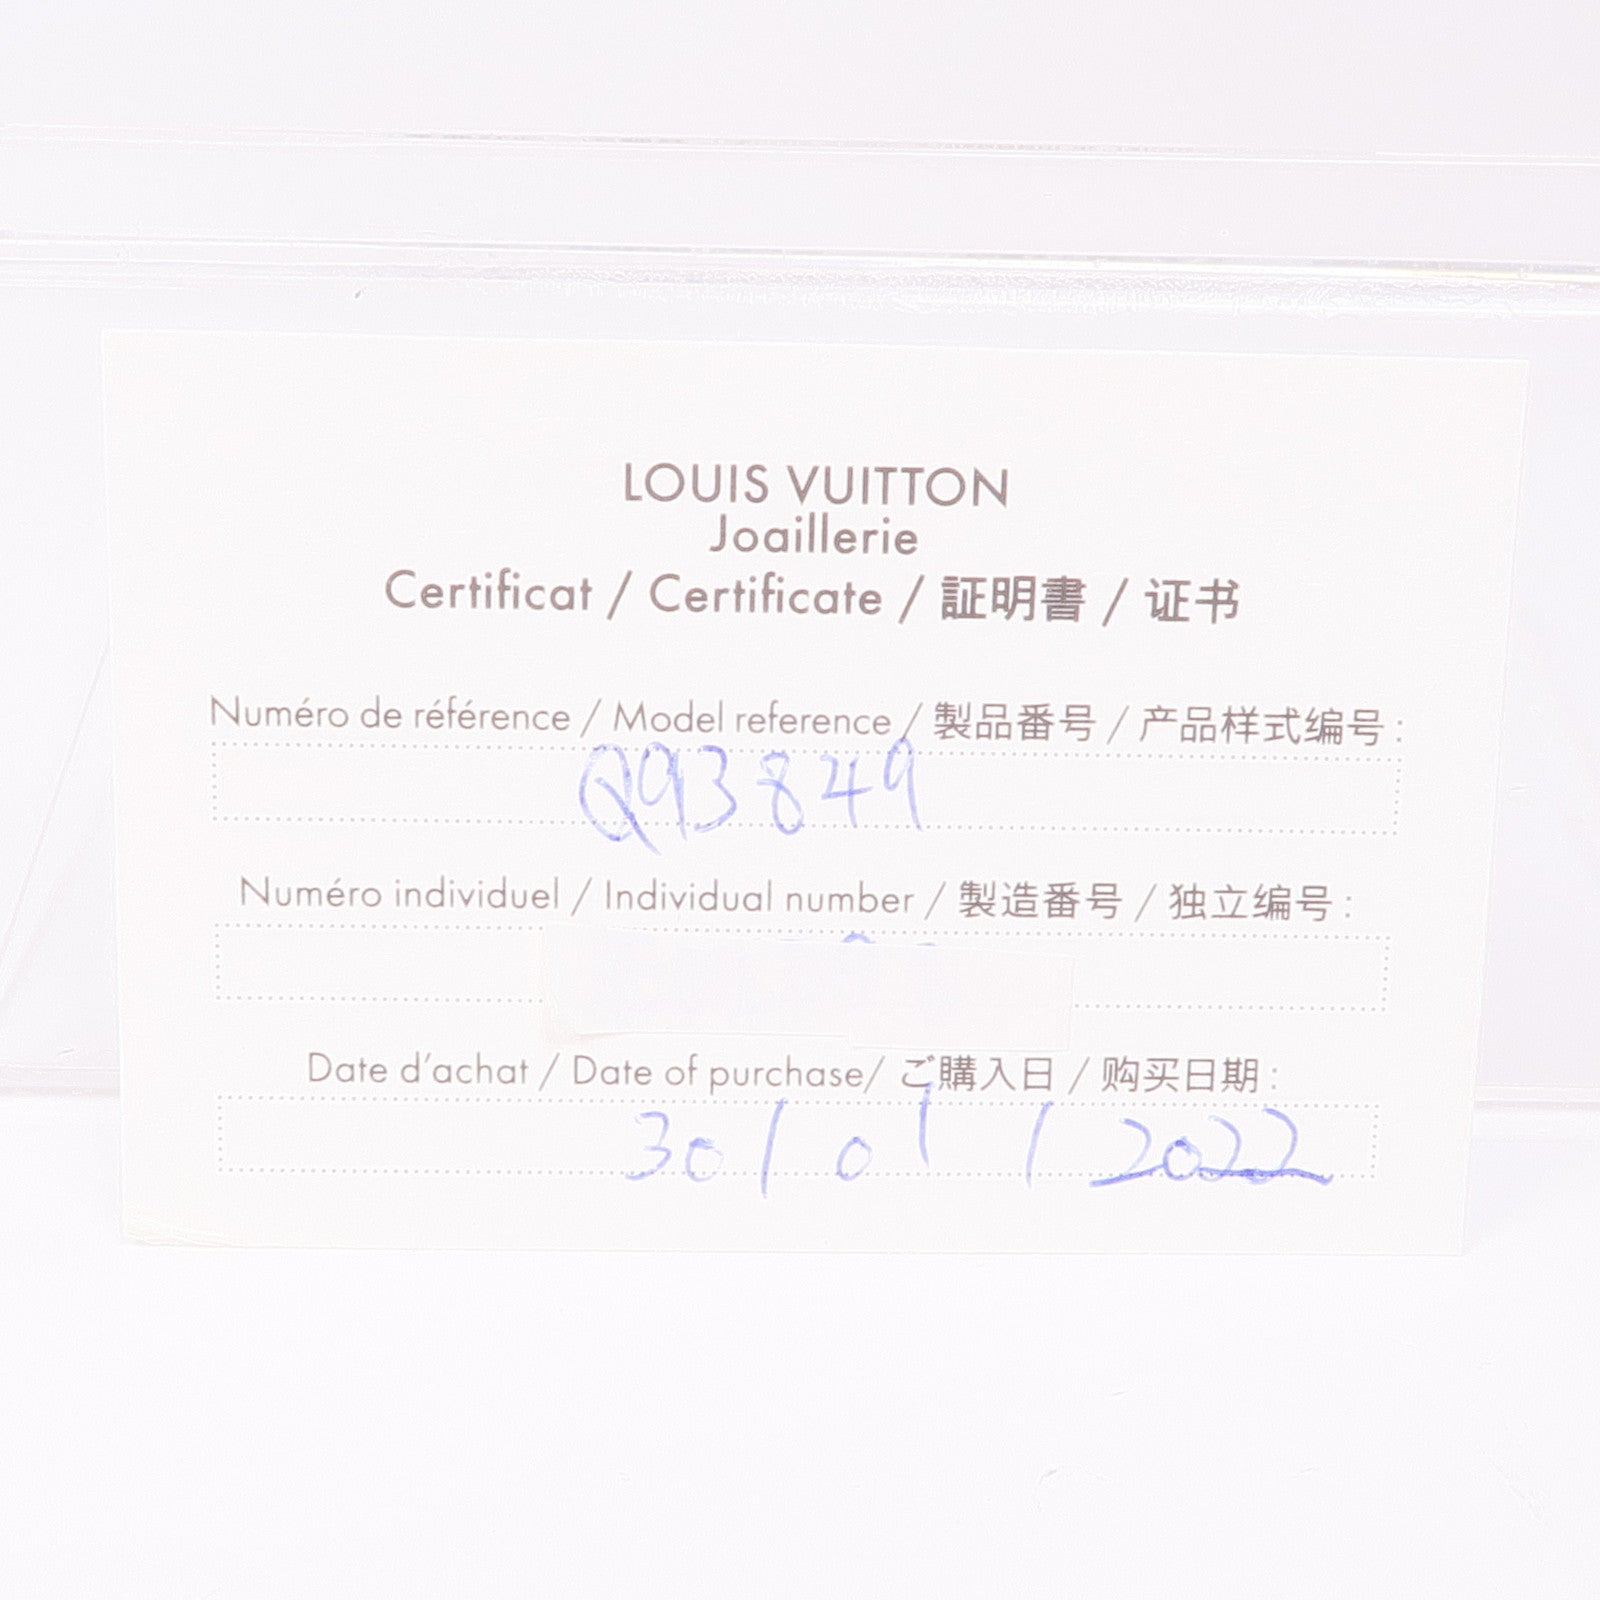 LOUIS VUITTON
Joaillerie
Certificat / Certificate / 証明書 / 证书
Numéro de référence / Model reference / 製品番号 / 产品样式编号 :
Q93849
Numéro individuel / Individual number / 製造番号 / 独立编号 :
Date d'achat / Date of purchase/ ご購入日 / 购买日期 :
30 / 01 / 2022